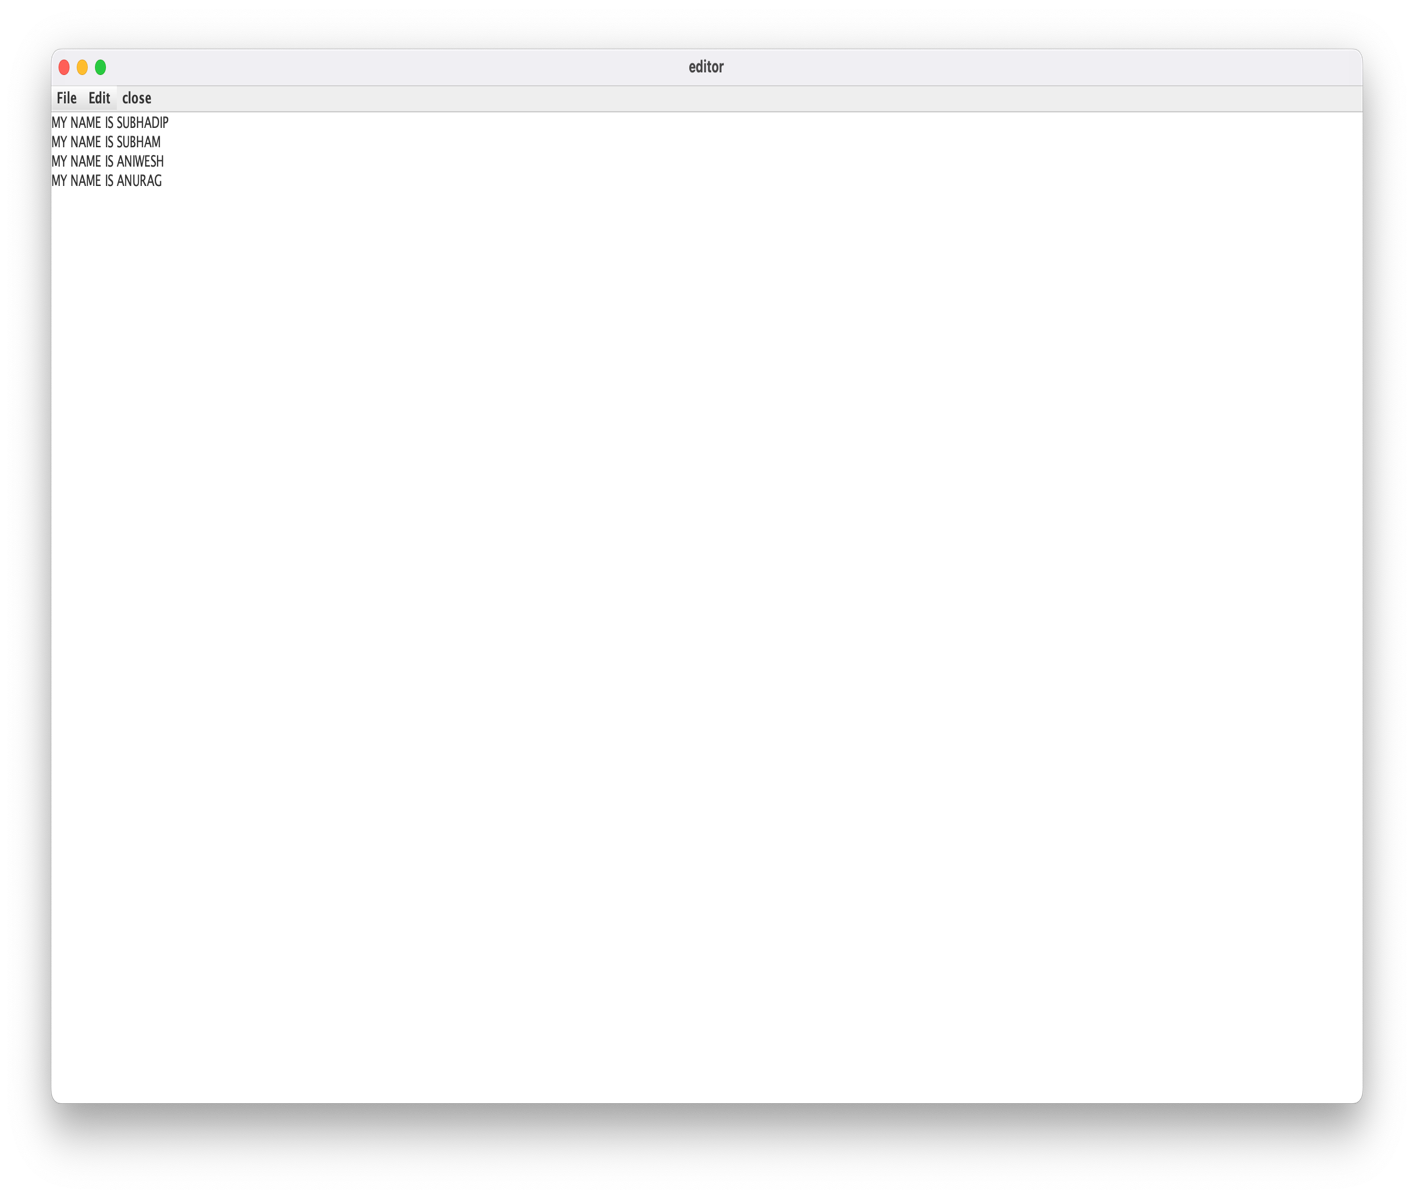 editor
File Edit close
MY NAME IS SUBHADIP
MY NAME IS SUBHAM
MY NAME IS ANIWESH
MY NAME IS ANURAG